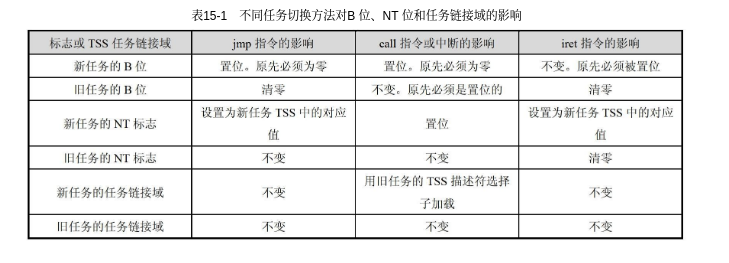 表15-1 不同任务切换方法对B 位、NT 位和任务链接域的影响
标志或 TSS 任务链接域 jmp 指令的影响 call 指令或中断的影响 iret 指令的影响
新任务的 B 位 置位。原先必须为零 置位。原先必须为零 不变。原先必须被置位
旧任务的 B 位 清零 不变。原先必须是置位的 清零
新任务的 NT 标志 设置为新任务 TSS 中的对应值 置位 设置为新任务 TSS 中的对应值
旧任务的 NT 标志 不变 不变 清零
新任务的任务链接域 不变 用旧任务的 TSS 描述符选择子加载 不变
旧任务的任务链接域 不变 不变 不变